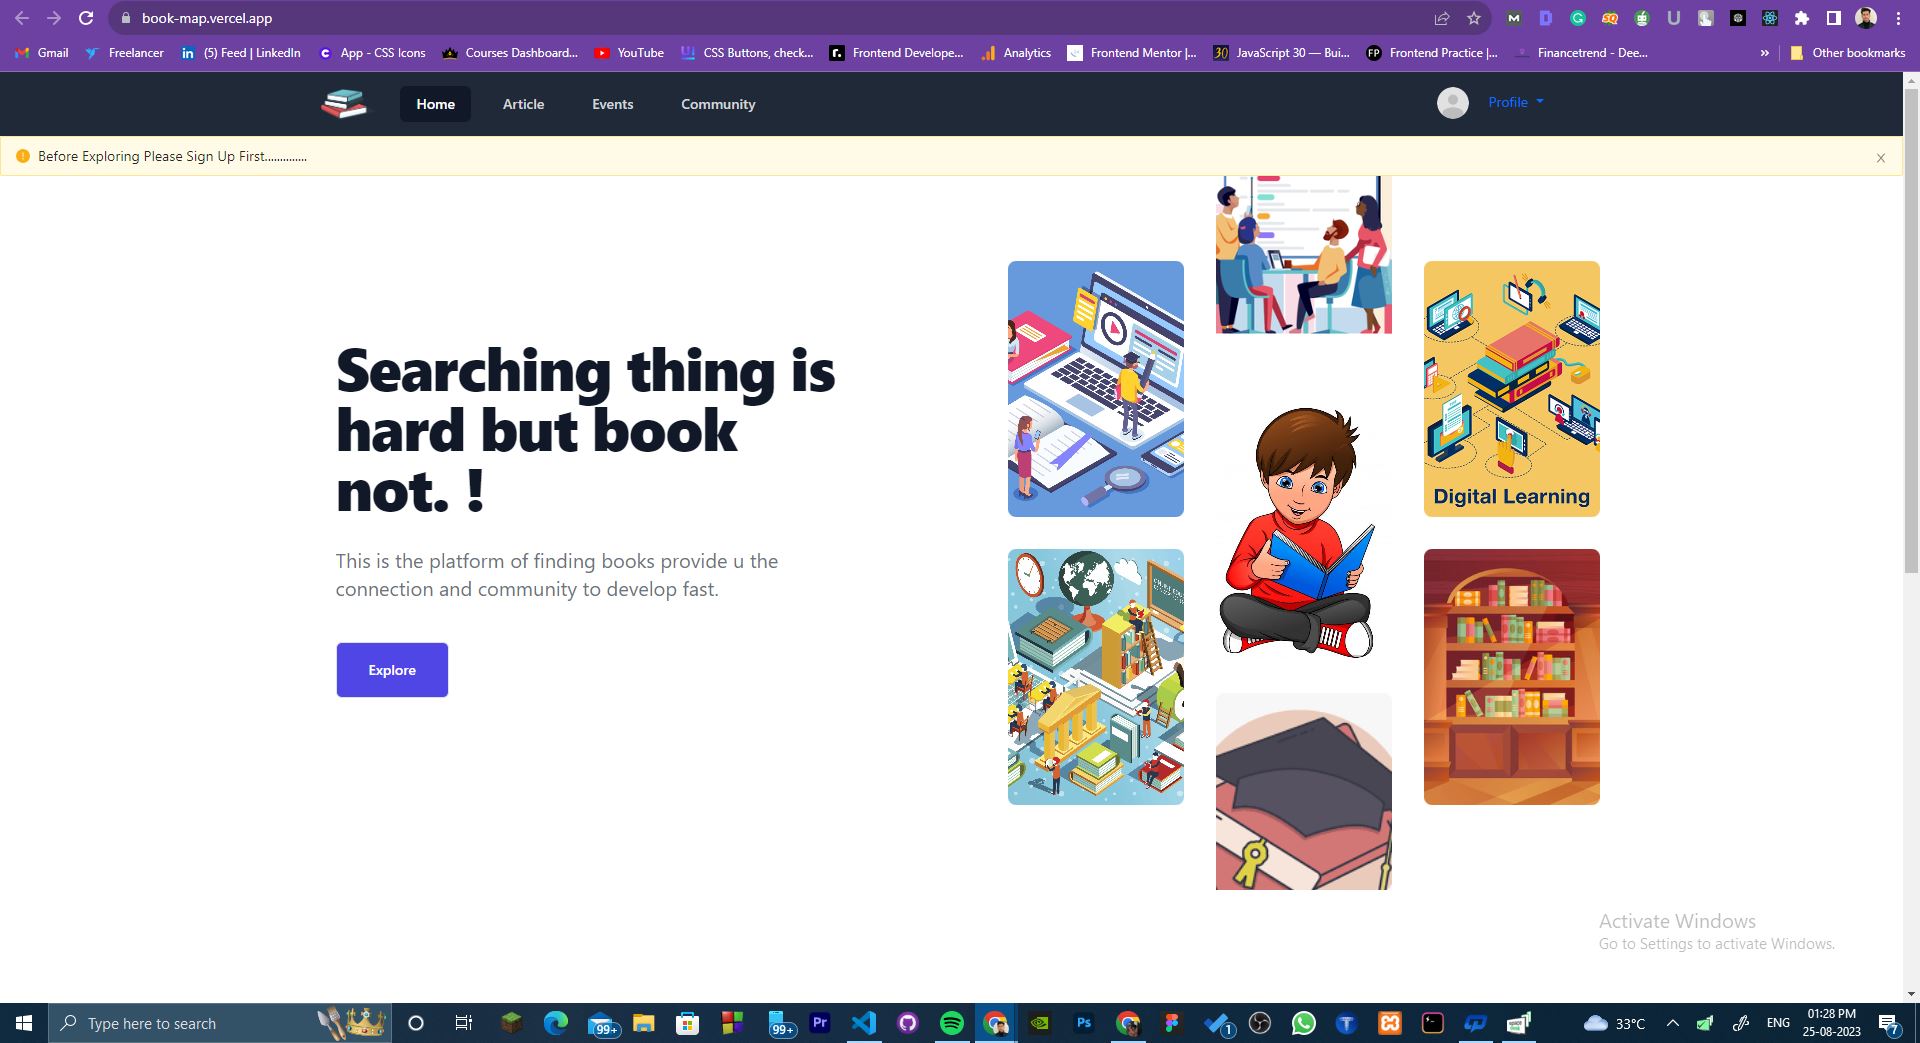 book-map.vercel.app
Gmail
Freelancer
(5) Feed | LinkedIn
App - CSS Icons
Courses Dashboard...
YouTube
CSS Buttons, check...
Frontend Develope...
Analytics
Frontend Mentor |...
JavaScript 30 — Bui...
Frontend Practice |...
Financetrend - Dee...
»
Other bookmarks
Home
Article
Events
Community
Profile
Before Exploring Please Sign Up First..............
X
Searching thing is
hard but book
not. !
This is the platform of finding books provide u the
connection and community to develop fast.
Explore
Digital Learning
Activate Windows
Go to Settings to activate Windows.
Type here to search
99+
99+
Pr
Ps
1
33°C
ENG
01:28 PM
25-08-2023
7